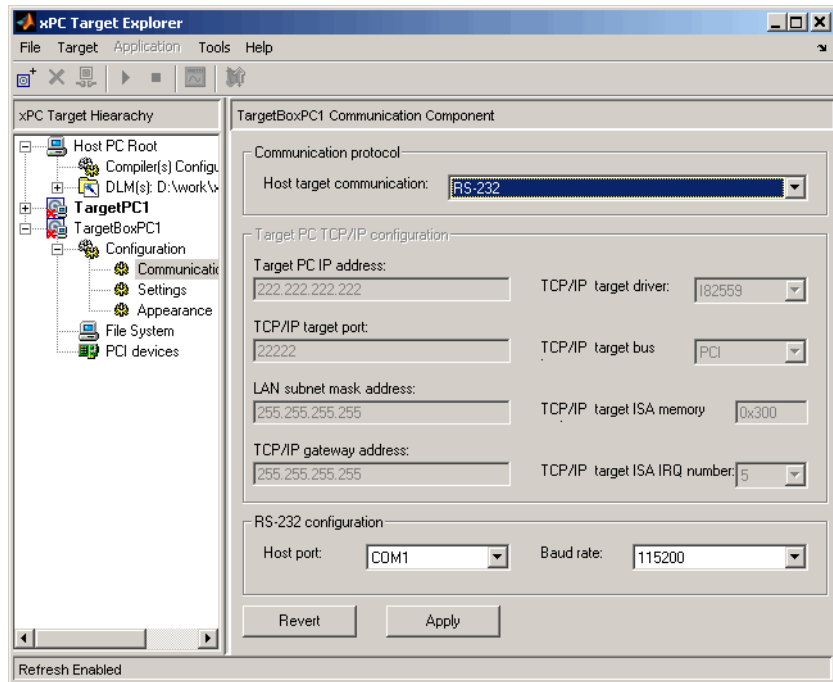 xPC Target Explorer
File Target Application Tools Help
xPC Target Hiearachy
TargetBoxPC1 Communication Component
Host PC Root
Compiler(s) Configu
DLM(s): D:\work\
TargetPC1
TargetBoxPC1
Configuration
Communicatio
Settings
Appearance
File System
PCI devices
Communication protocol
Host target communication: RS-232
Target PC TCP/IP configuration
Target PC IP address:
222.222.222.222
TCP/IP target driver: I82559
TCP/IP target port:
22222
TCP/IP target bus PCI
LAN subnet mask address:
255.255.255.255
TCP/IP target ISA memory 0x300
TCP/IP gateway address:
255.255.255.255
TCP/IP target ISA IRQ number: 5
RS-232 configuration
Host port: COM1 Baud rate: 115200
Revert Apply
Refresh Enabled